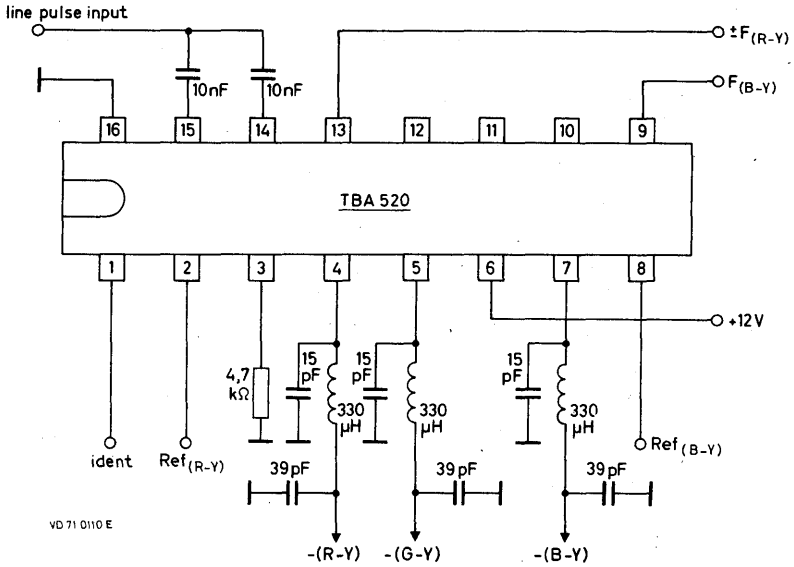 line pulse input
±F(R-Y)
F(B-Y)
10nF
10nF
16
15
14
13
12
11
10
9
TBA 520
1
2
3
4
5
6
7
8
+12V
4,7
kΩ
15
pF
330
µH
15
pF
330
µH
15
pF
330
µH
ident
Ref(R-Y)
Ref(B-Y)
39pF
39pF
39pF
VD 71 0110 E
-(R-Y)
-(G-Y)
-(B-Y)